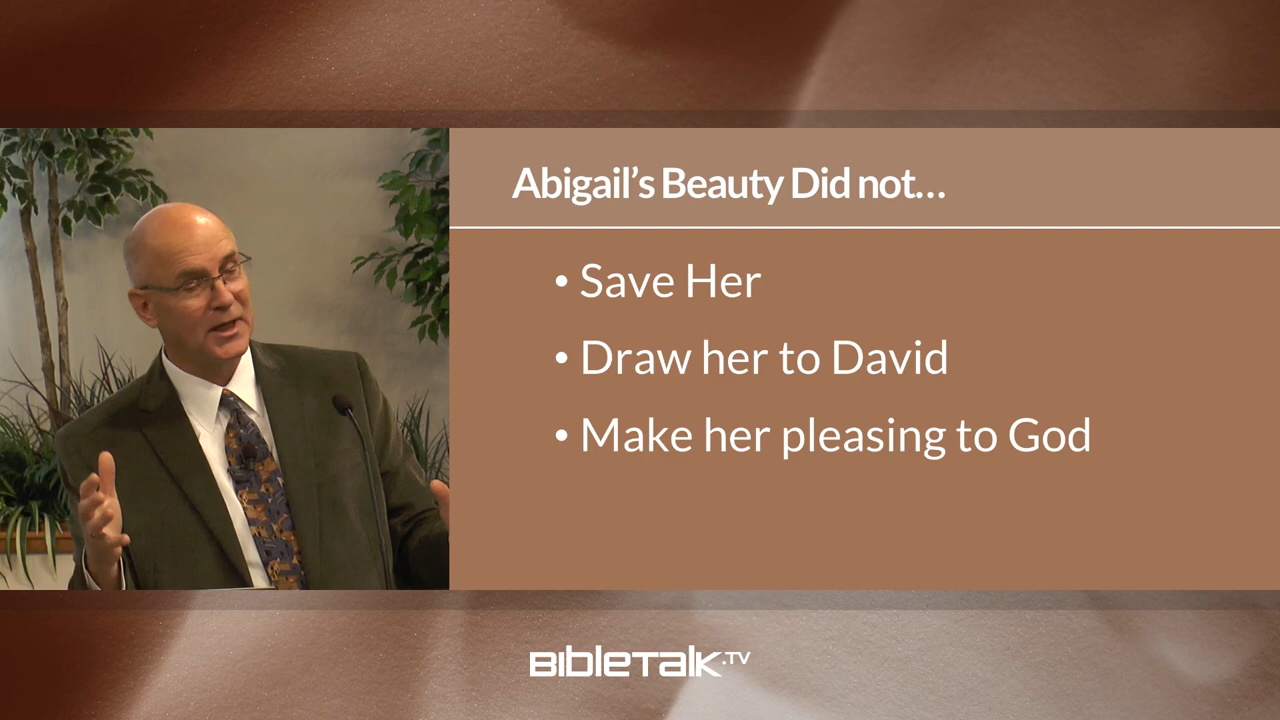 Abigail's Beauty Did not...
• Save Her
• Draw her to David
• Make her pleasing to God
BIBLETALK.TV